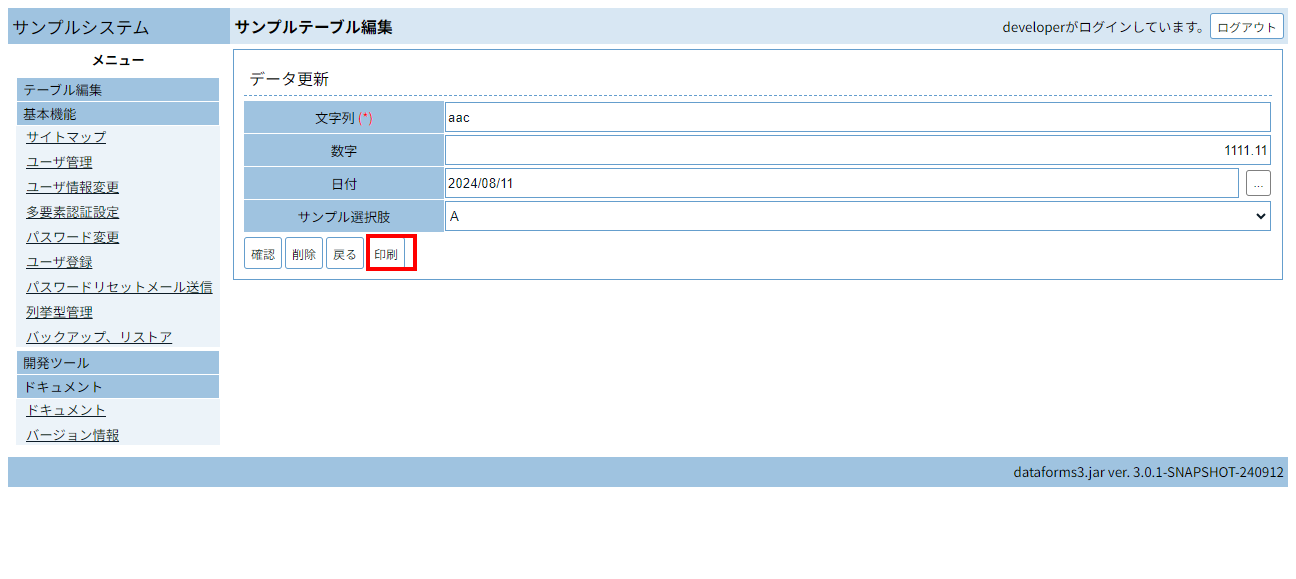 サンプルシステム
サンプルテーブル編集
developerがログインしています。 ログアウト
メニュー
テーブル編集
基本機能
サイトマップ
ユーザ管理
ユーザ情報変更
多要素認証設定
パスワード変更
ユーザ登録
パスワードリセットメール送信
列挙型管理
バックアップ、リストア
開発ツール
ドキュメント
ドキュメント
バージョン情報
データ更新
文字列 (*) aac
数字 1111.11
日付 2024/08/11 ...
サンプル選択肢 A
確認 削除 戻る 印刷
dataforms3.jar ver. 3.0.1-SNAPSHOT-240912